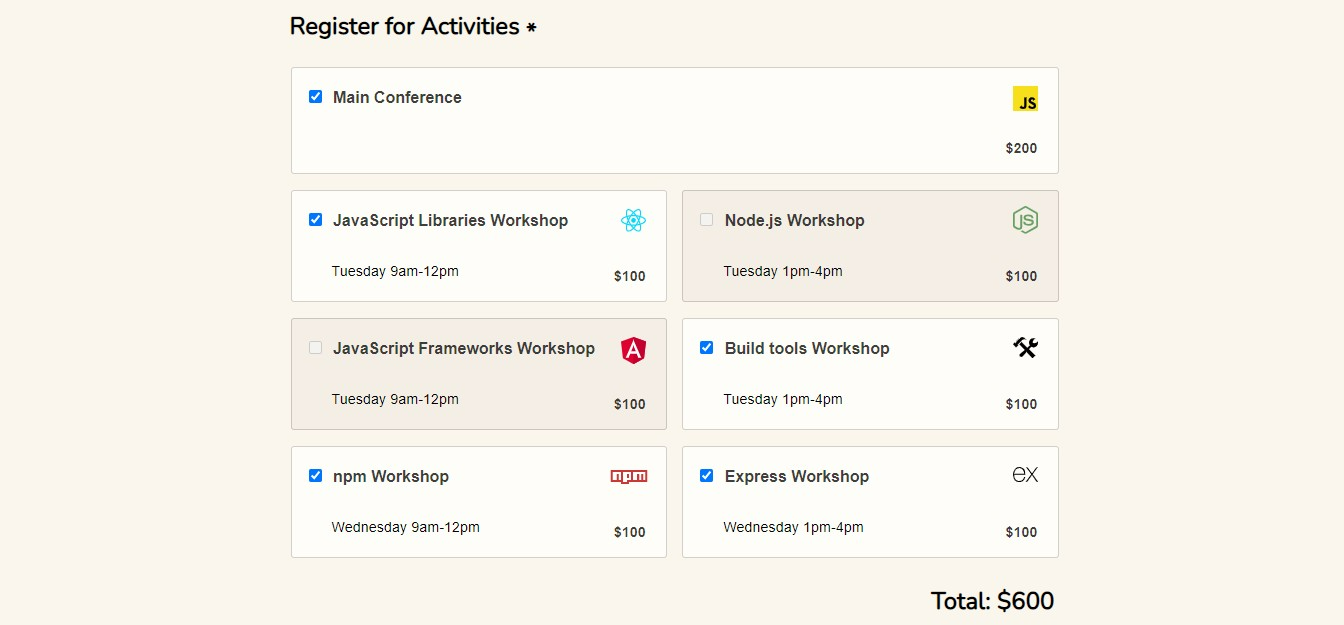 Register for Activities *
Main Conference
JS
$200
JavaScript Libraries Workshop
Tuesday 9am-12pm
$100
Node.js Workshop
JS
Tuesday 1pm-4pm
$100
JavaScript Frameworks Workshop
A
Tuesday 9am-12pm
$100
Build tools Workshop
Tuesday 1pm-4pm
$100
npm Workshop
npm
Wednesday 9am-12pm
$100
Express Workshop
ex
Wednesday 1pm-4pm
$100
Total: $600